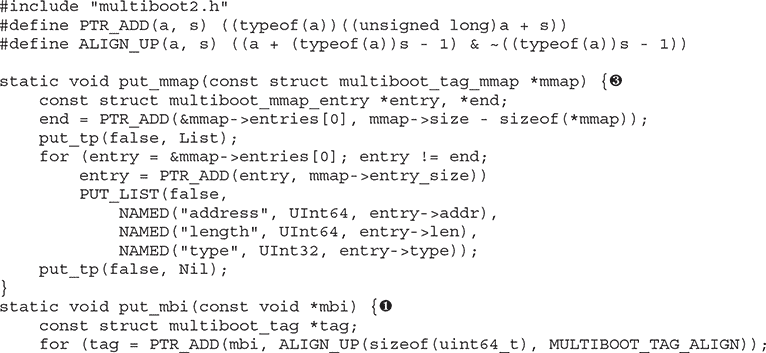 #include "multiboot2.h"
#define PTR_ADD(a, s) ((typeof(a))((unsigned long)a + s))
#define ALIGN_UP(a, s) ((a + (typeof(a))s - 1) & ~((typeof(a))s - 1))

static void put_mmap(const struct multiboot_tag_mmap *mmap) {❸
    const struct multiboot_mmap_entry *entry, *end;
    end = PTR_ADD(&mmap->entries[0], mmap->size - sizeof(*mmap));
    put_tp(false, List);
    for (entry = &mmap->entries[0]; entry != end;
        entry = PTR_ADD(entry, mmap->entry_size))
        PUT_LIST(false,
            NAMED("address", UInt64, entry->addr),
            NAMED("length", UInt64, entry->len),
            NAMED("type", UInt32, entry->type));
    put_tp(false, Nil);
}
static void put_mbi(const void *mbi) {❶
    const struct multiboot_tag *tag;
    for (tag = PTR_ADD(mbi, ALIGN_UP(sizeof(uint64_t), MULTIBOOT_TAG_ALIGN));